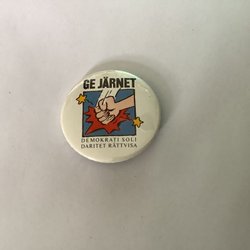 GE JÄRNET
DEMOKRATI SOLI
DARITET RÄTTVISA